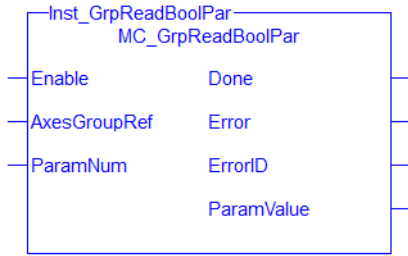 Inst_GrpReadBoolPar
MC_GrpReadBoolPar
Enable Done
AxesGroupRef Error
ParamNum ErrorID
ParamValue